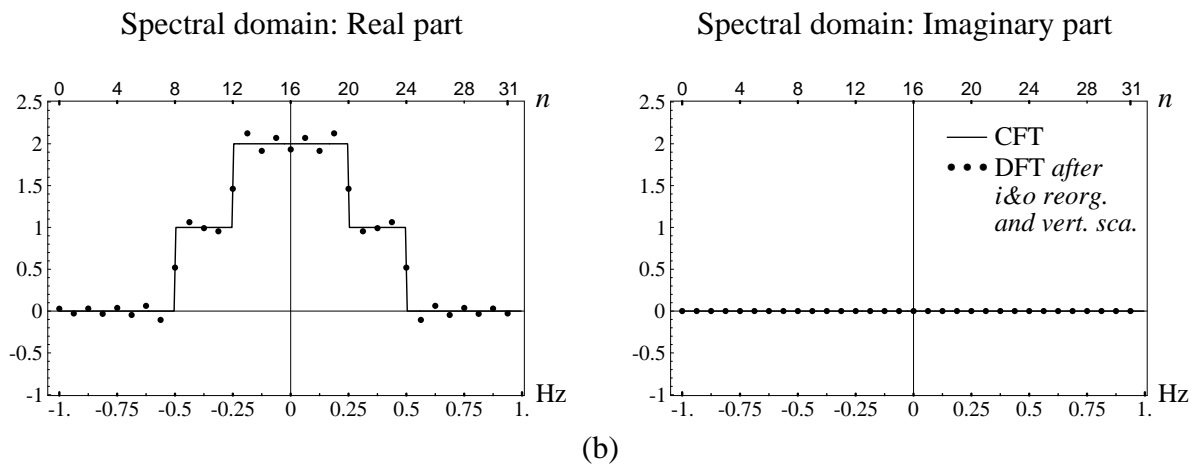 Spectral domain: Real part
0 4 8 12 16 20 24 28 31 n
2.5
2
1.5
1
0.5
0
-0.5
-1
-1. -0.75 -0.5 -0.25 0 0.25 0.5 0.75 1. Hz
Spectral domain: Imaginary part
0 4 8 12 16 20 24 28 31 n
2.5
2
1.5
1
0.5
0
-0.5
-1
CFT
DFT after
i&o reorg.
and vert. sca.
-1. -0.75 -0.5 -0.25 0 0.25 0.5 0.75 1. Hz
(b)